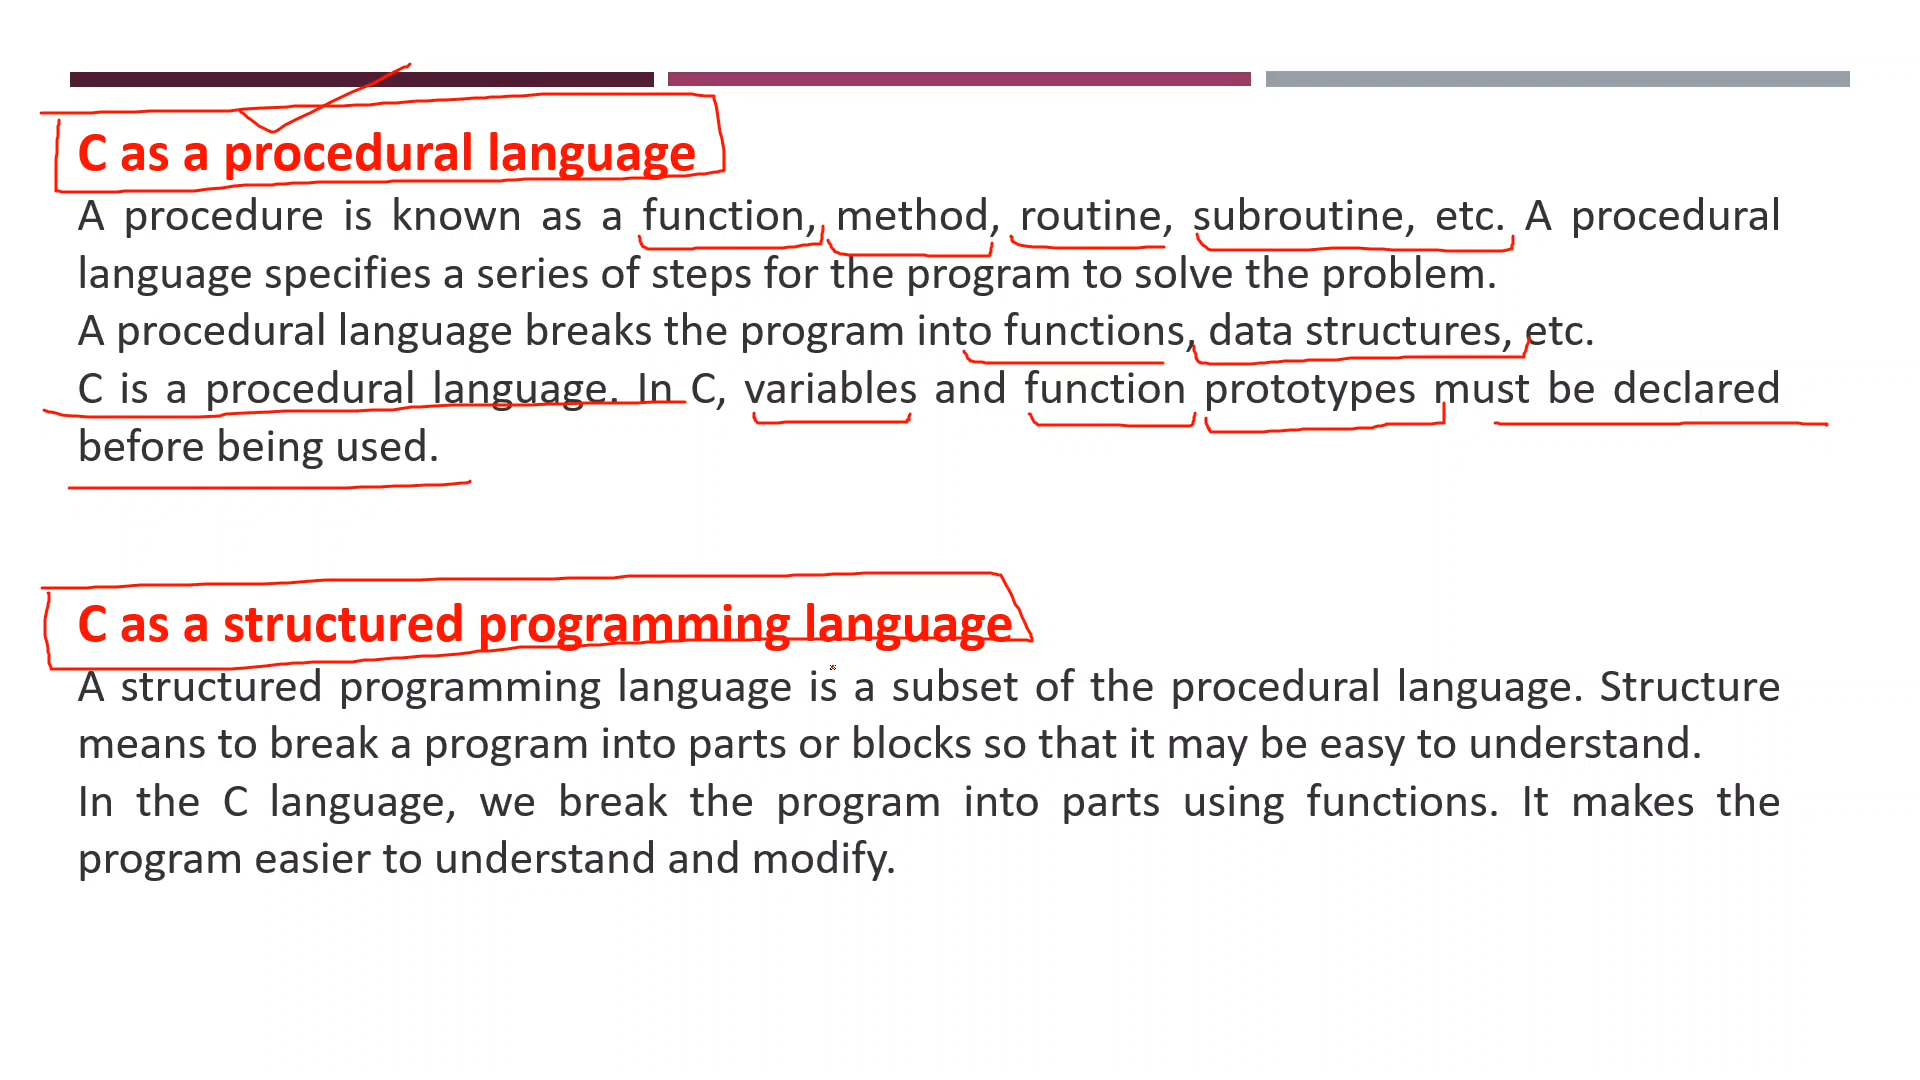 C as a procedural language
A procedure is known as a function, method, routine, subroutine, etc. A procedural
language specifies a series of steps for the program to solve the problem.
A procedural language breaks the program into functions, data structures, etc.
C is a procedural language. In C, variables and function prototypes must be declared
before being used.
C as a structured programming language
A structured programming language is a subset of the procedural language. Structure
means to break a program into parts or blocks so that it may be easy to understand.
In the C language, we break the program into parts using functions. It makes the
program easier to understand and modify.